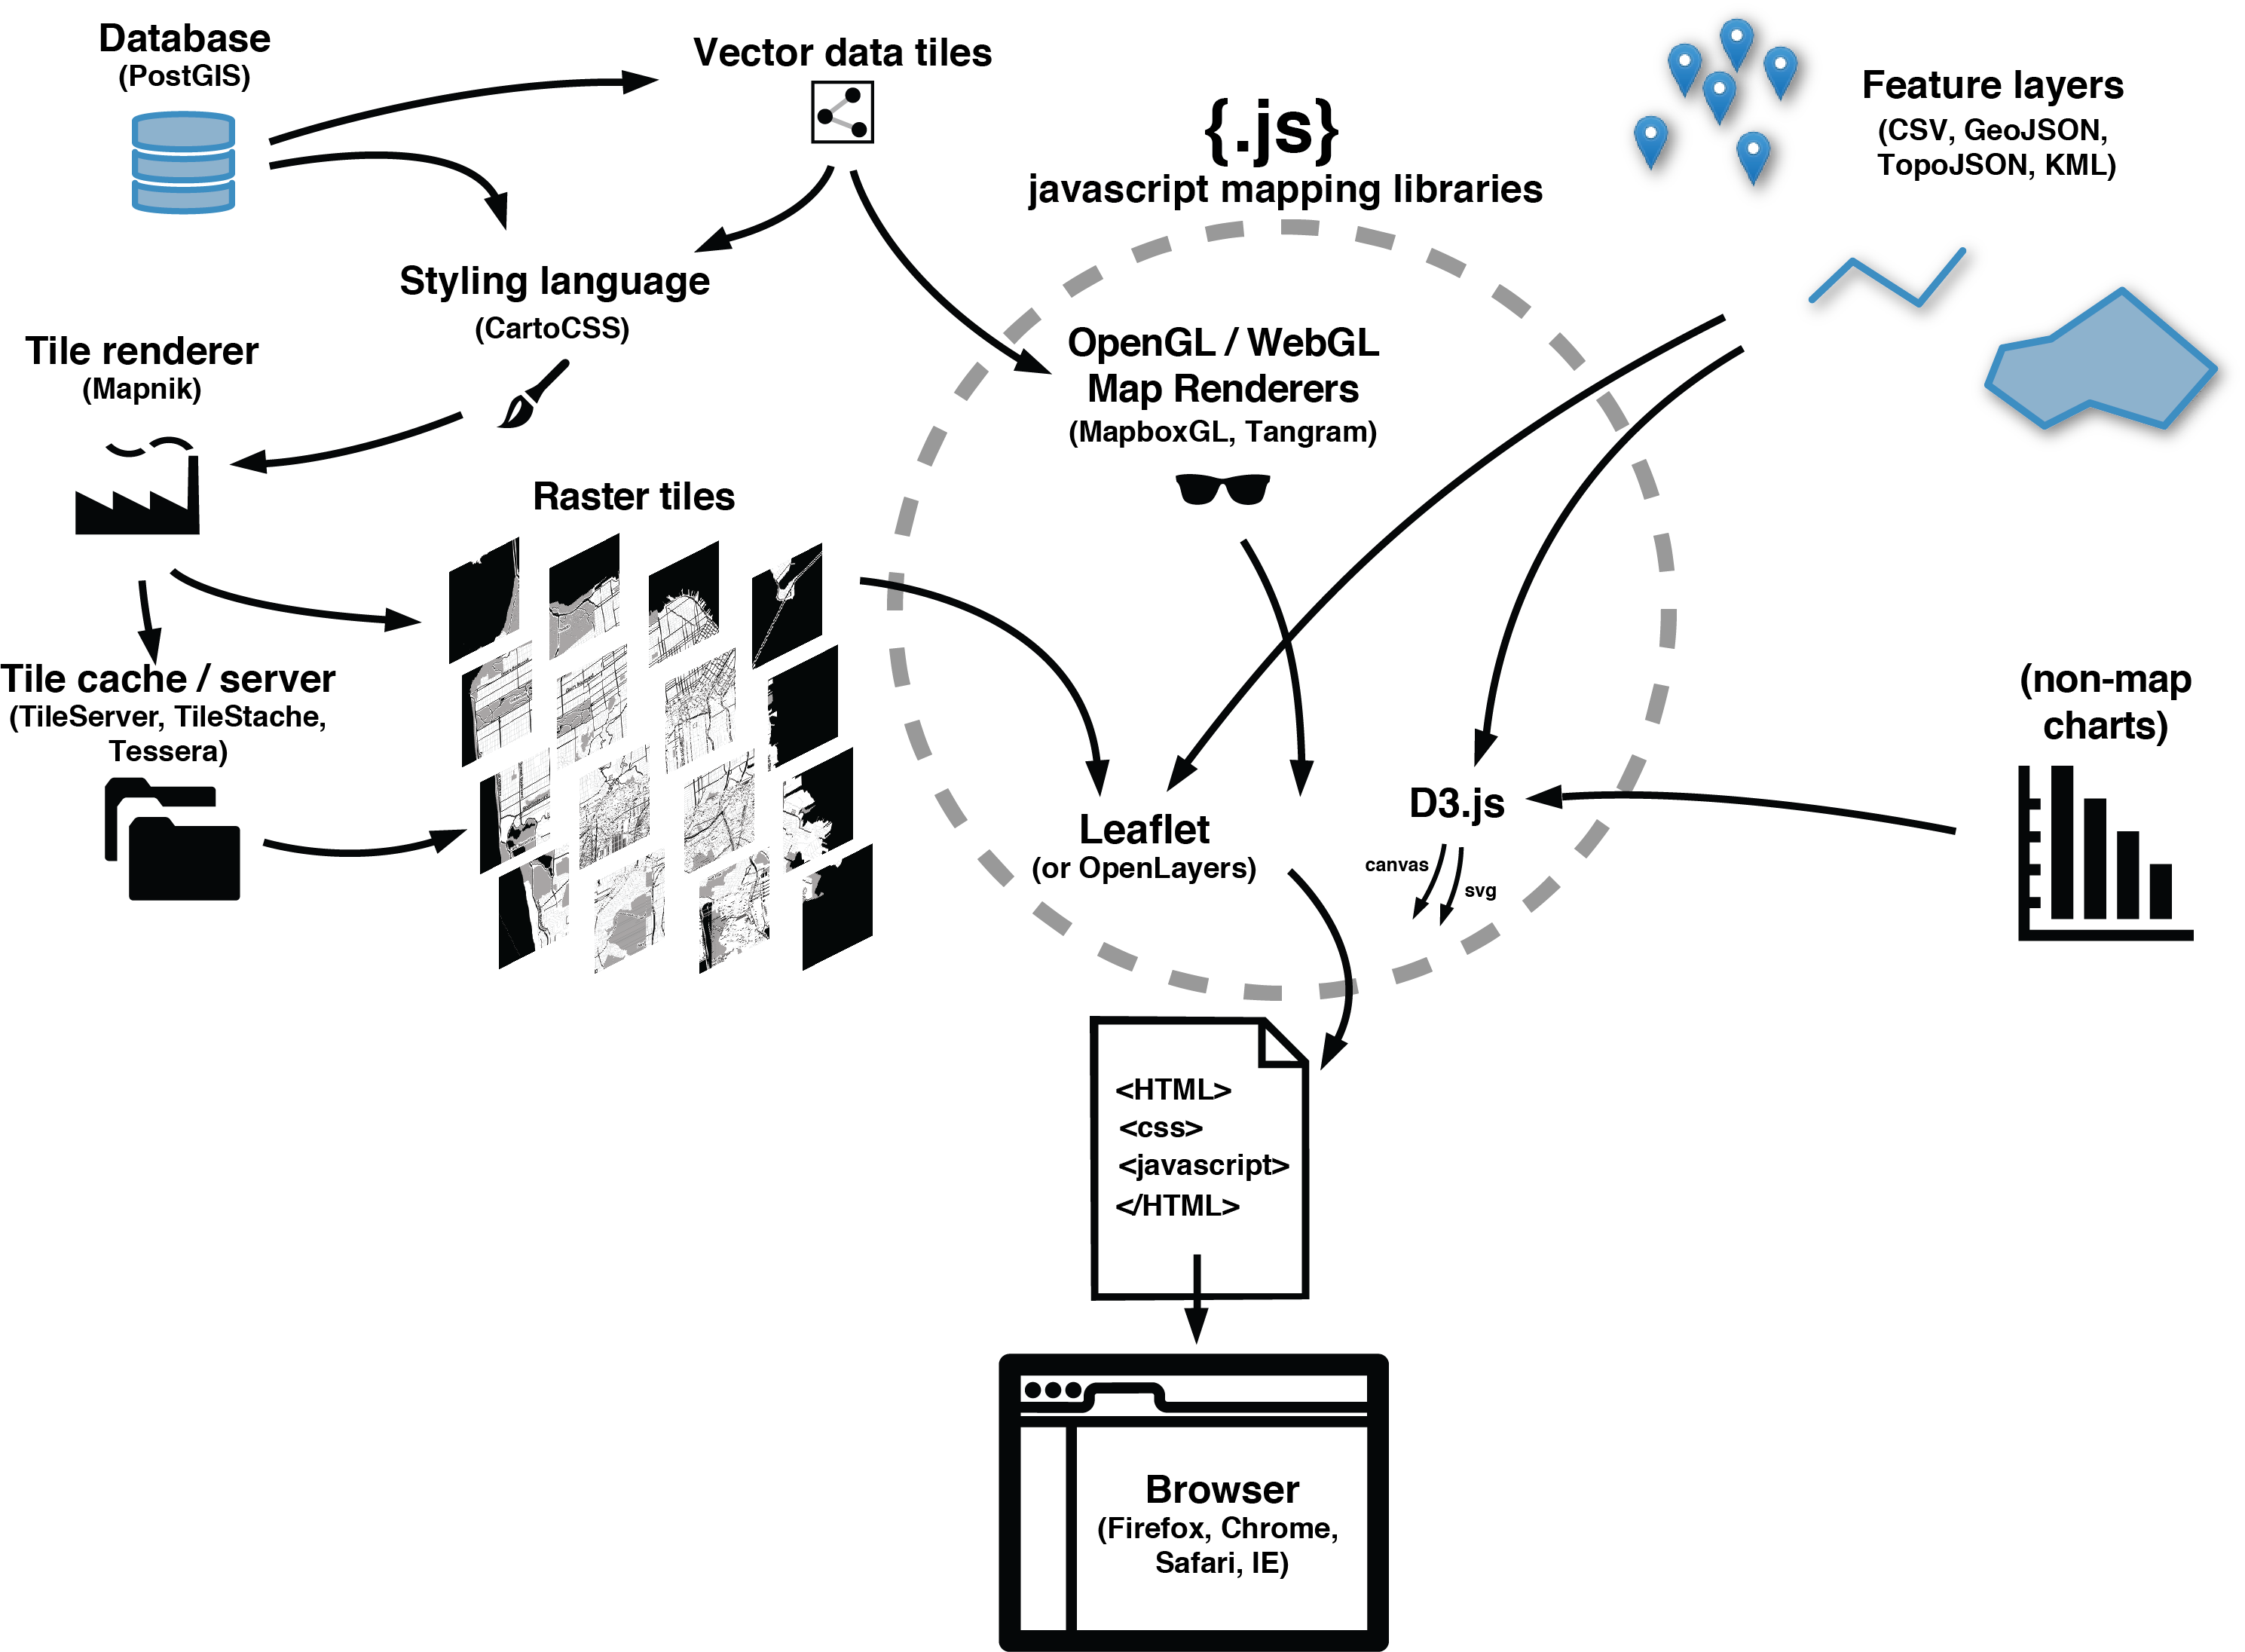 Database
(PostGIS)
Vector data tiles
{.js}
javascript mapping libraries
Feature layers
(CSV, GeoJSON,
TopoJSON, KML)
Styling language
(CartoCSS)
Tile renderer
(Mapnik)
OpenGL / WebGL
Map Renderers
(MapboxGL, Tangram)
Raster tiles
Tile cache / server
(TileServer, TileStache,
Tessera)
(non-map
charts)
D3.js
canvas
svg
Leaflet
(or OpenLayers)
<HTML>
<css>
<javascript>
</HTML>
Browser
(Firefox, Chrome,
Safari, IE)